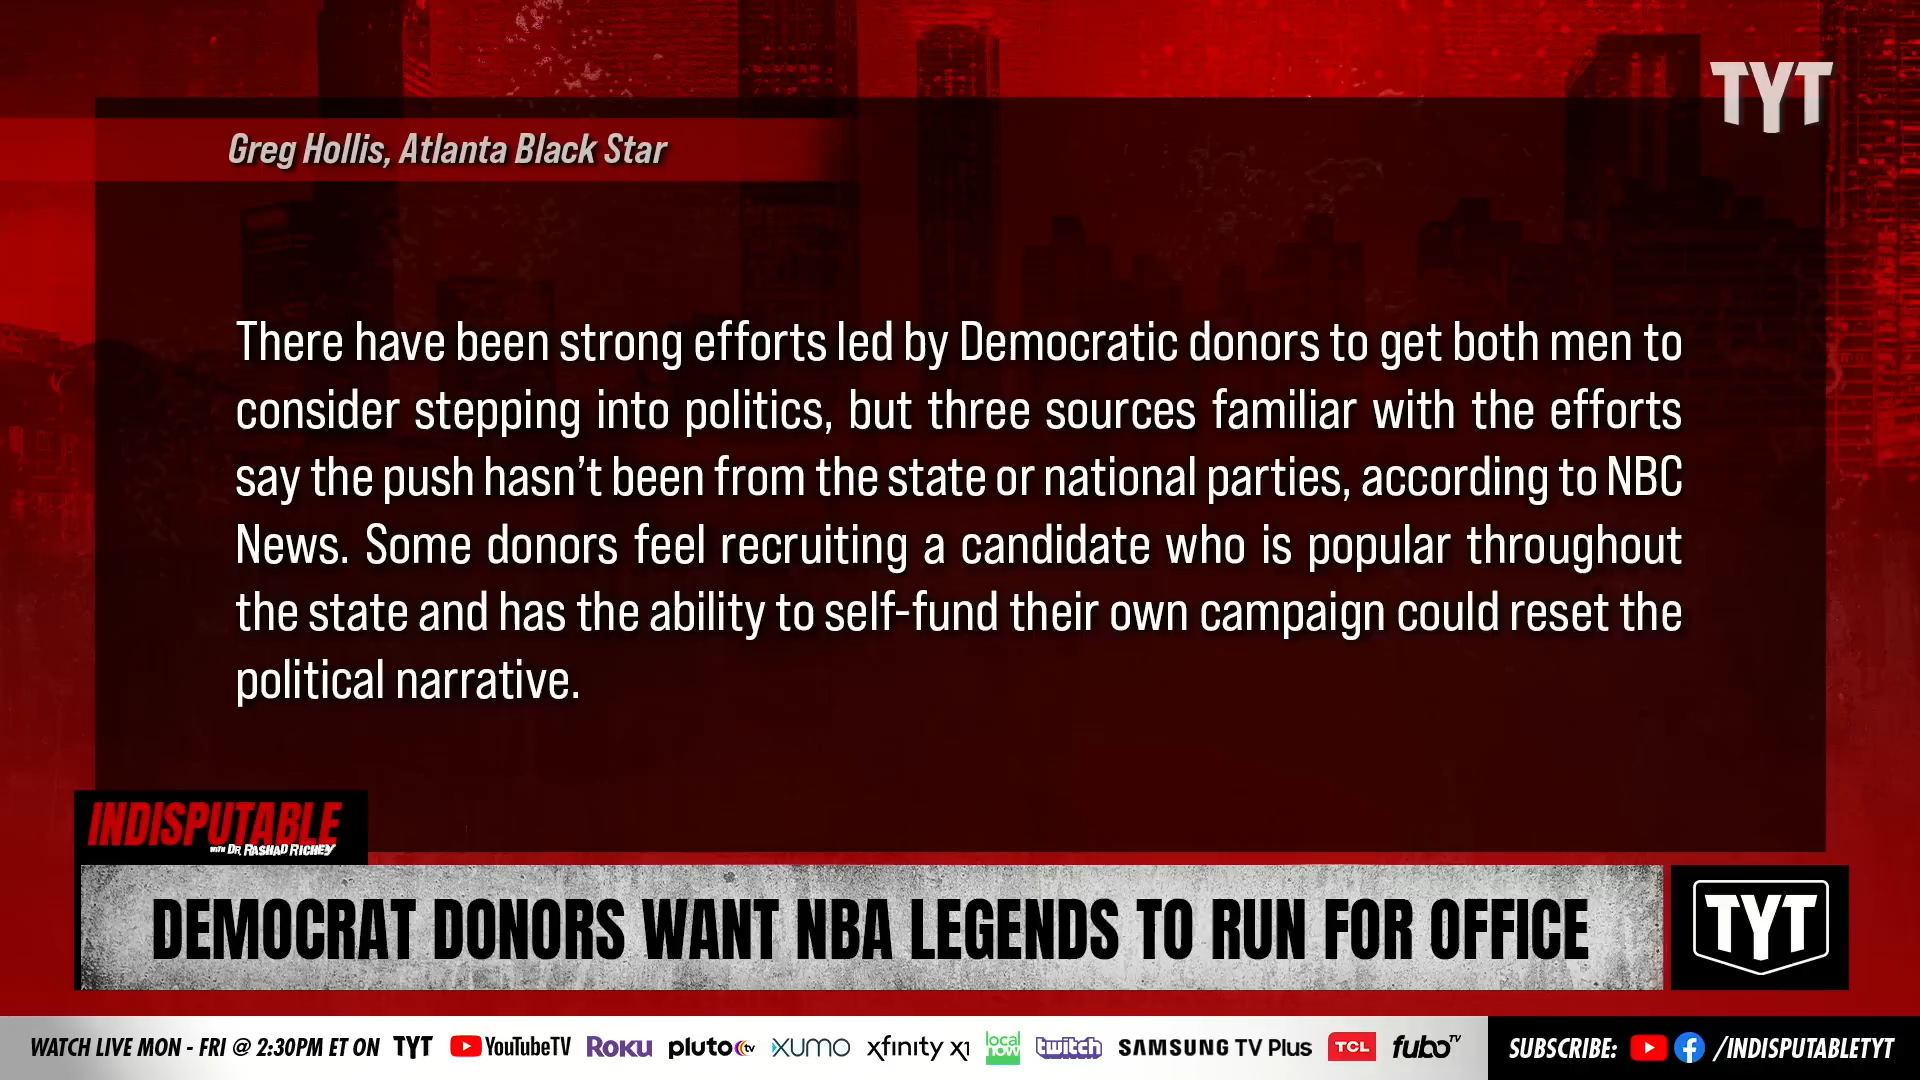 TYT
Greg Hollis, Atlanta Black Star
There have been strong efforts led by Democratic donors to get both men to
consider stepping into politics, but three sources familiar with the efforts
say the push hasn’t been from the state or national parties, according to NBC
News. Some donors feel recruiting a candidate who is popular throughout
the state and has the ability to self-fund their own campaign could reset the
political narrative.
INDISPUTABLE
WITH DR. RASHAD RICHEY
DEMOCRAT DONORS WANT NBA LEGENDS TO RUN FOR OFFICE
TYT
WATCH LIVE MON - FRI @ 2:30PM ET ON TYT YouTubeTV ROKU pluto tv XUMO xfinity x1 local now twitch SAMSUNG TV Plus TCL fuboTV SUBSCRIBE: /INDISPUTABLETYT